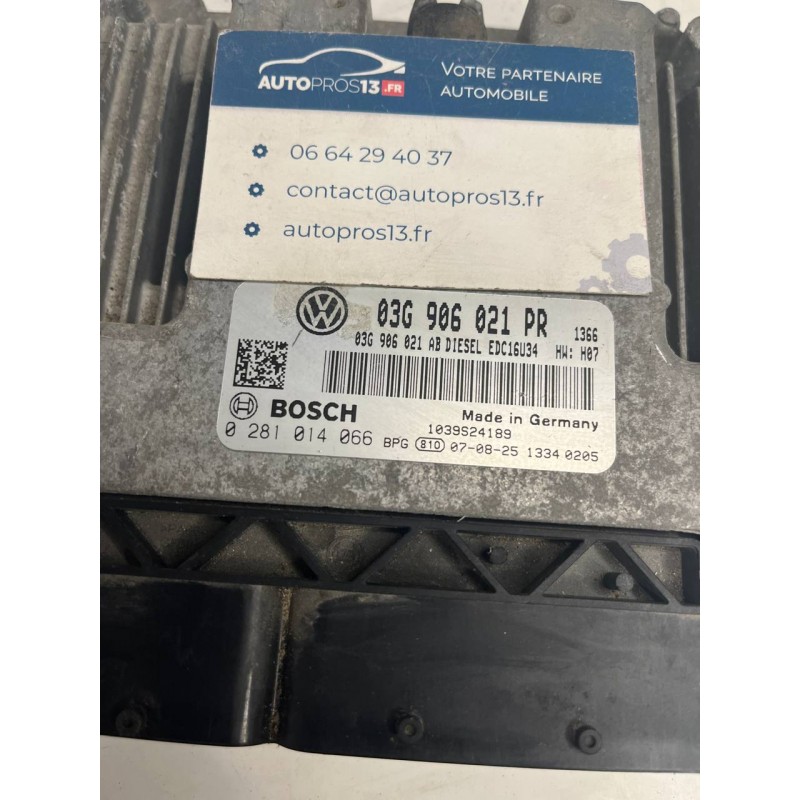 AUTOPROS13.FR
VOTRE PARTENAIRE
AUTOMOBILE
06 64 29 40 37
contact@autopros13.fr
autopros13.fr
03G 906 021 PR 1366
03G 906 021 AB DIESEL EDC16U34 HW: H07
BOSCH
Made in Germany
1039S24189
0 281 014 066 BPG 810 07-08-25 1334 0205